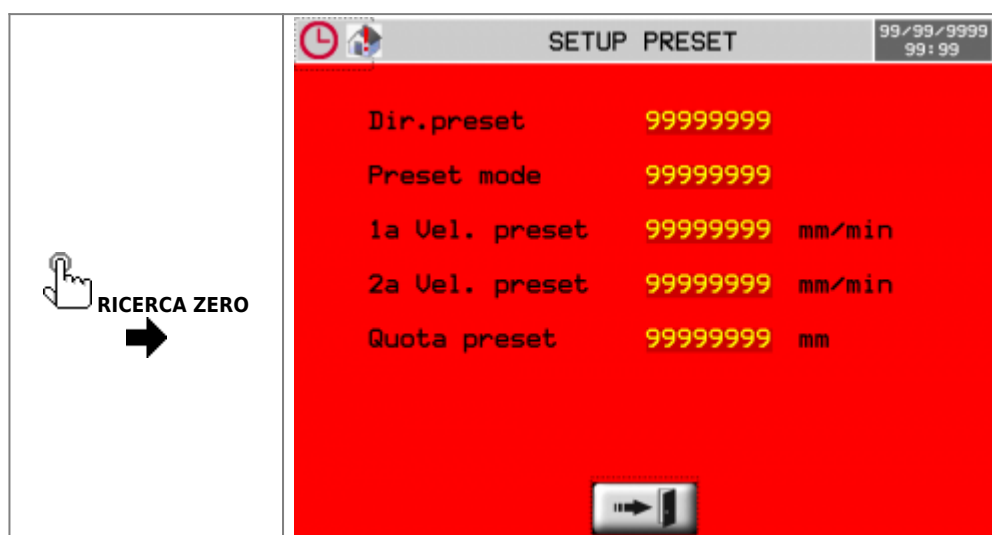 RICERCA ZERO
SETUP PRESET
99/99/9999
99:99
Dir.preset 99999999
Preset mode 99999999
1a Vel. preset 99999999 mm/min
2a Vel. preset 99999999 mm/min
Quota preset 99999999 mm